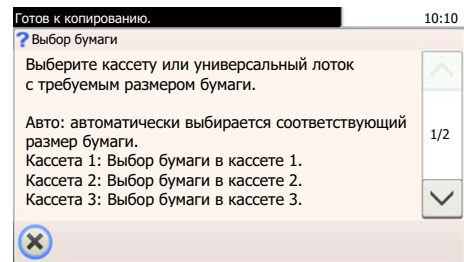 Готов к копированию.
10:10
Выбор бумаги
Выберите кассету или универсальный лоток
с требуемым размером бумаги.
Авто: автоматически выбирается соответствующий
размер бумаги.
Кассета 1: Выбор бумаги в кассете 1.
Кассета 2: Выбор бумаги в кассете 2.
Кассета 3: Выбор бумаги в кассете 3.
1/2